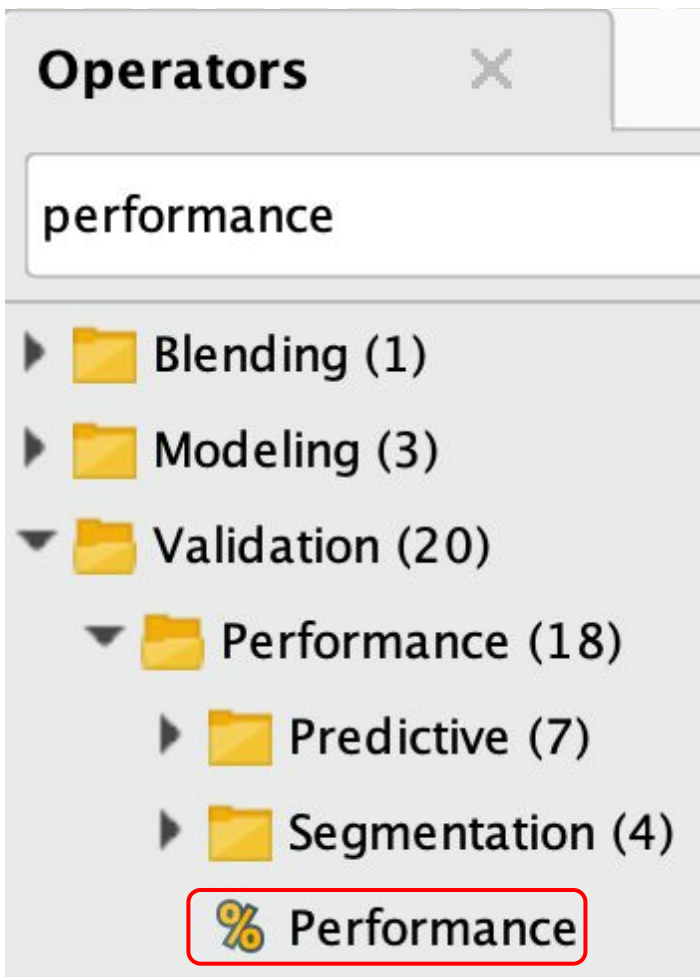 Operators
performance
Blending (1)
Modeling (3)
Validation (20)
Performance (18)
Predictive (7)
Segmentation (4)
% Performance